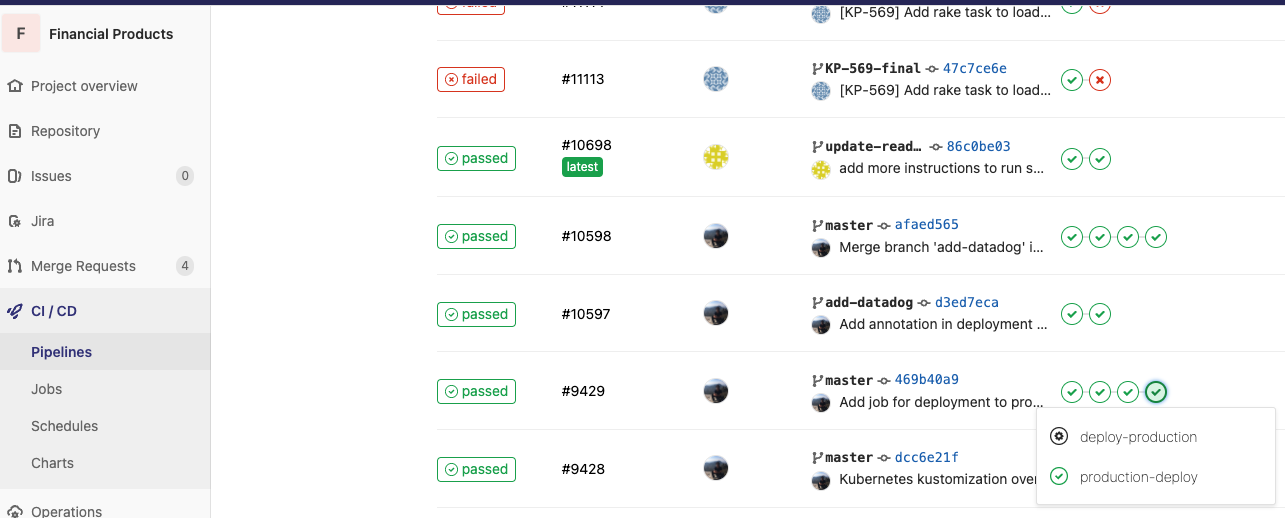 F Financial Products
Project overview
Repository
Issues 0
Jira
Merge Requests 4
CI / CD
Pipelines
Jobs
Schedules
Charts
Operations
failed
[KP-569] Add rake task to load...
failed #11113 KP-569-final 47c7ce6e
[KP-569] Add rake task to load...
passed #10698 latest update-read... 86c0be03
add more instructions to run s...
passed #10598 master afaed565
Merge branch 'add-datadog' i...
passed #10597 add-datadog d3ed7eca
Add annotation in deployment ...
passed #9429 master 469b40a9
Add job for deployment to pro...
passed #9428 master dcc6e21f
Kubernetes kustomization over
deploy-production
production-deploy